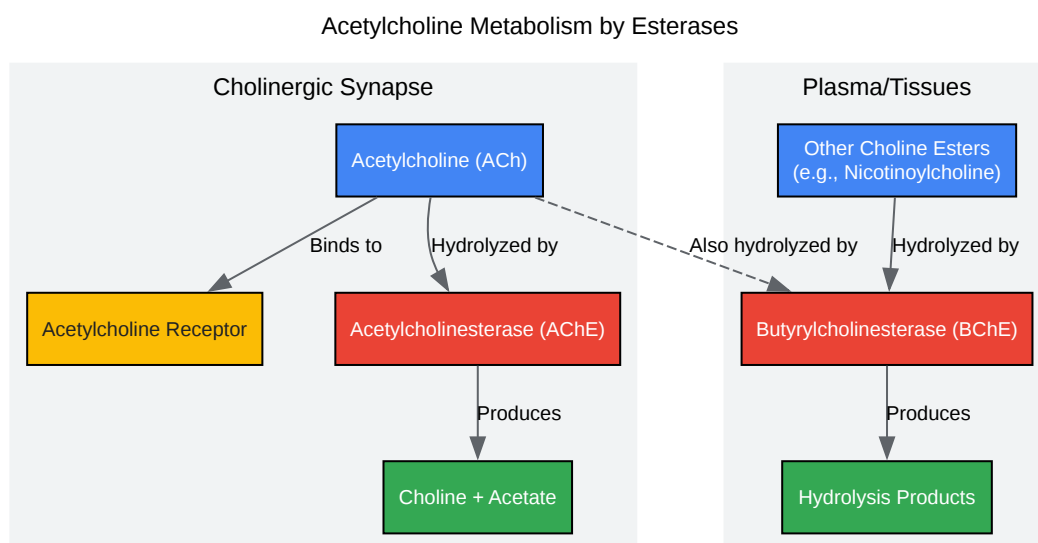 Acetylcholine Metabolism by Esterases
Cholinergic Synapse
Plasma/Tissues
Acetylcholine (ACh)
Other Choline Esters
(e.g., Nicotinoylcholine)
Binds to
Hydrolyzed by
Also hydrolyzed by
Hydrolyzed by
Acetylcholine Receptor
Acetylcholinesterase (AChE)
Butyrylcholinesterase (BChE)
Produces
Produces
Choline + Acetate
Hydrolysis Products